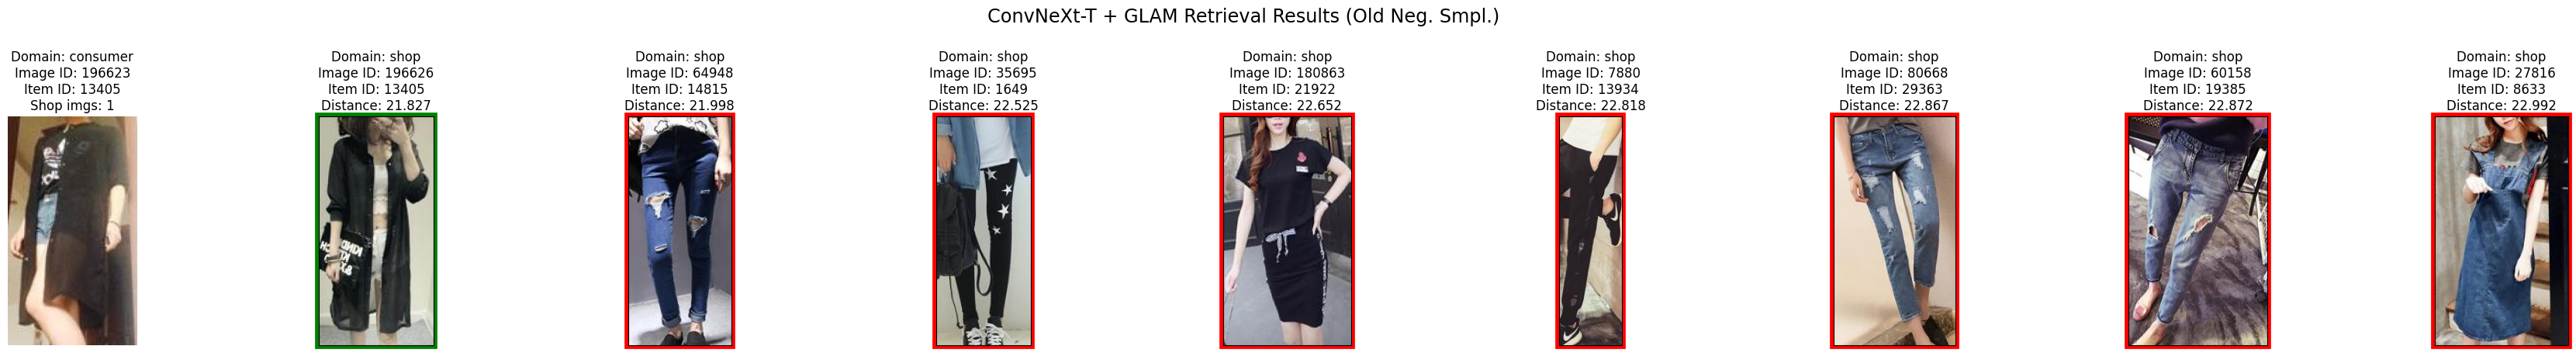 ConvNeXt-T + GLAM Retrieval Results (Old Neg. Smpl.)
Domain: consumer
Image ID: 196623
Item ID: 13405
Shop imgs: 1
Domain: shop
Image ID: 196626
Item ID: 13405
Distance: 21.827
Domain: shop
Image ID: 64948
Item ID: 14815
Distance: 21.998
Domain: shop
Image ID: 35695
Item ID: 1649
Distance: 22.525
Domain: shop
Image ID: 180863
Item ID: 21922
Distance: 22.652
Domain: shop
Image ID: 7880
Item ID: 13934
Distance: 22.818
Domain: shop
Image ID: 80668
Item ID: 29363
Distance: 22.867
Domain: shop
Image ID: 60158
Item ID: 19385
Distance: 22.872
Domain: shop
Image ID: 27816
Item ID: 8633
Distance: 22.992